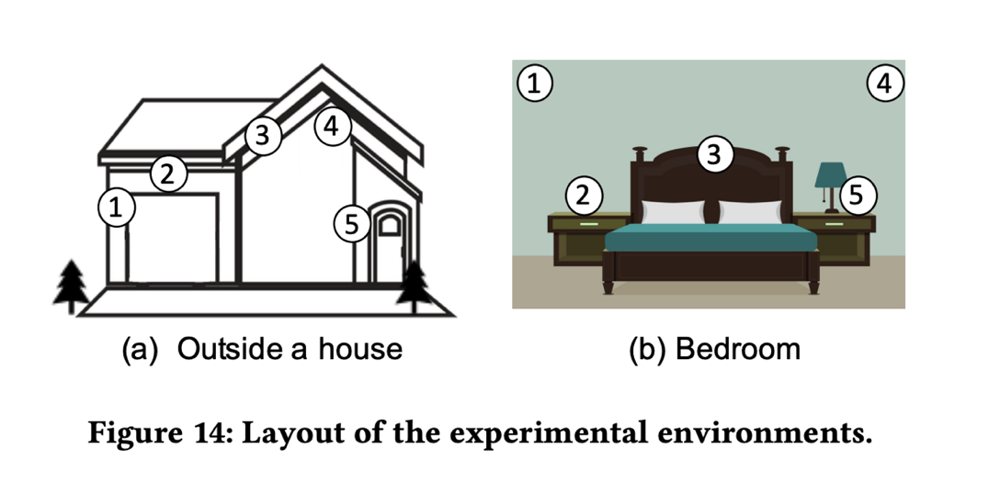 ① ④
③ ④ ③
② ② ⑤
① ⑤
(a) Outside a house (b) Bedroom
Figure 14: Layout of the experimental environments.